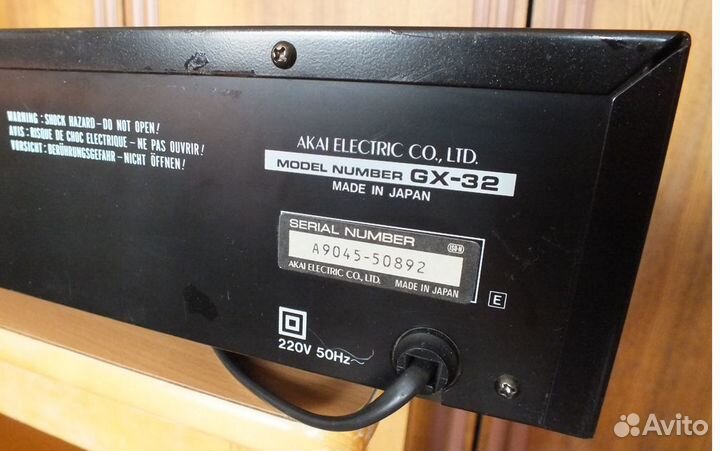 WARNING : SHOCK HAZARD - DO NOT OPEN!
AVIS : RISQUE DE CHOC ELECTRIQUE - NE PAS OUVRIR!
VORSICHT : BERÜHRUNGSGEFAHR - NICHT ÖFFNEN!
AKAI ELECTRIC CO., LTD.
MODEL NUMBER GX-32
MADE IN JAPAN
SERIAL NUMBER
A9045-50892
AKAI ELECTRIC CO., LTD. MADE IN JAPAN
E
220V 50Hz~
Avito